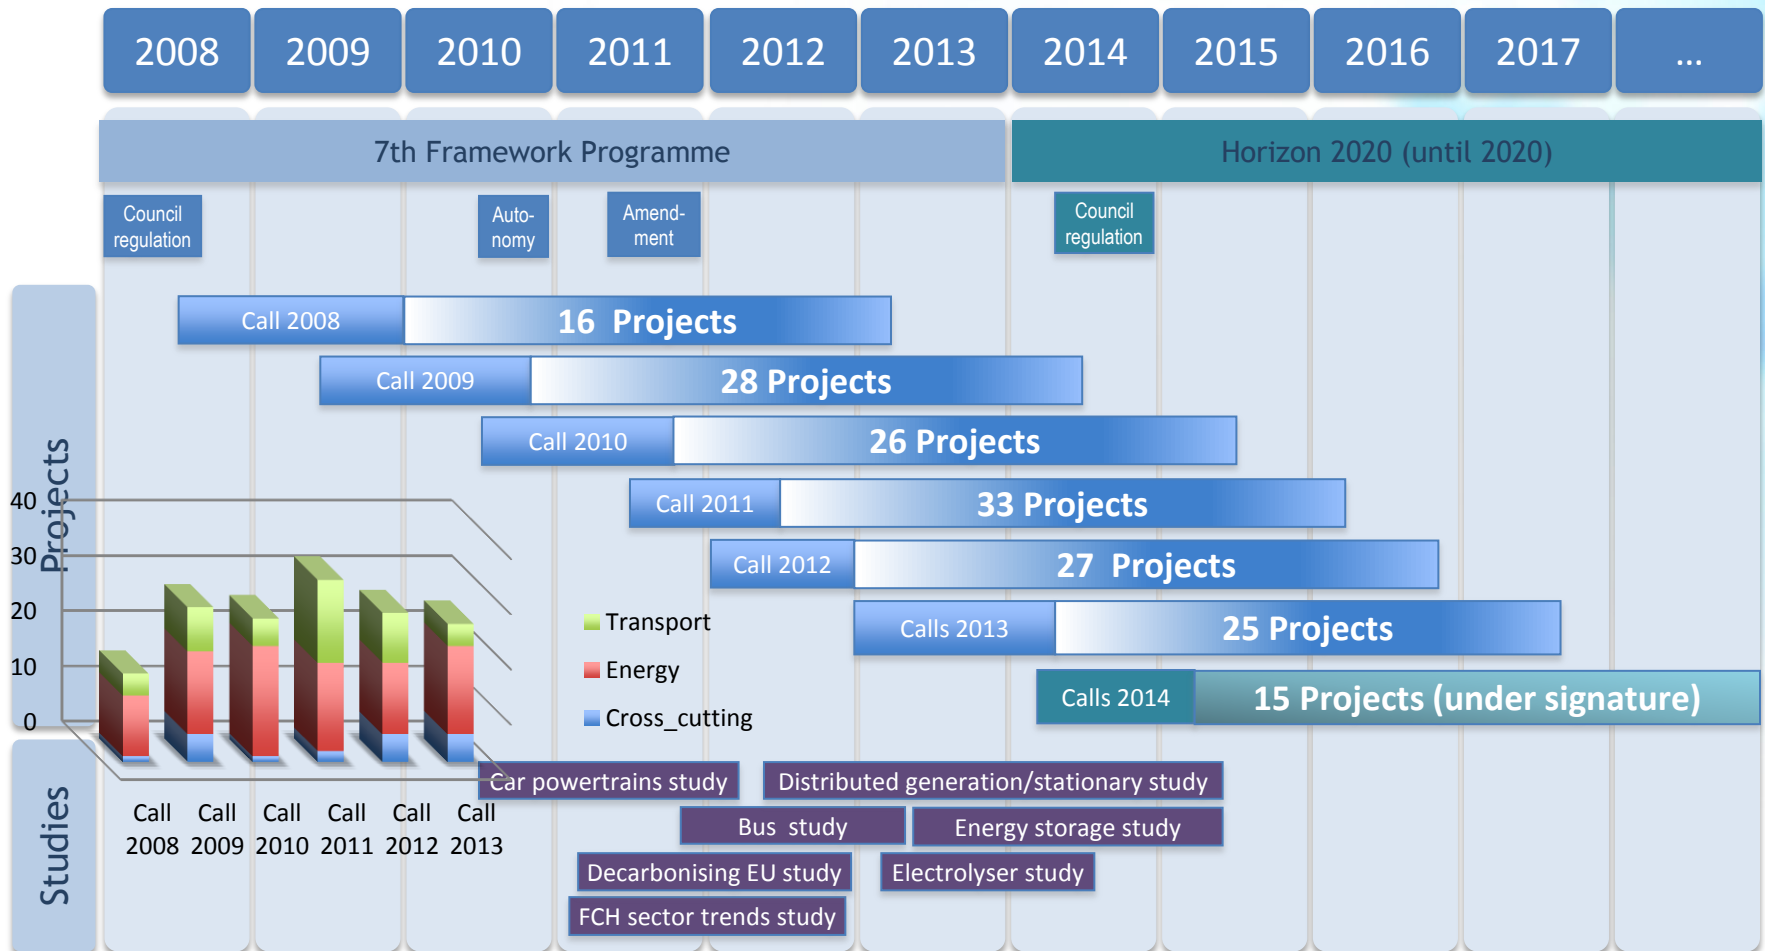 2008 2009 2010 2011 2012 2013 2014 2015 2016 2017 ...
7th Framework Programme Horizon 2020 (until 2020)
Council
regulation
Auto-
nomy
Amend-
ment
Council
regulation
Projects
Call 2008 16 Projects
Call 2009 28 Projects
Call 2010 26 Projects
Call 2011 33 Projects
Call 2012 27 Projects
Calls 2013 25 Projects
Calls 2014 15 Projects (under signature)
40
30
20
10
0
Transport
Energy
Cross_cutting
Call Call Call Call Call Call
2008 2009 2010 2011 2012 2013
Studies
Car powertrains study Distributed generation/stationary study
Bus study Energy storage study
Decarbonising EU study Electrolyser study
FCH sector trends study